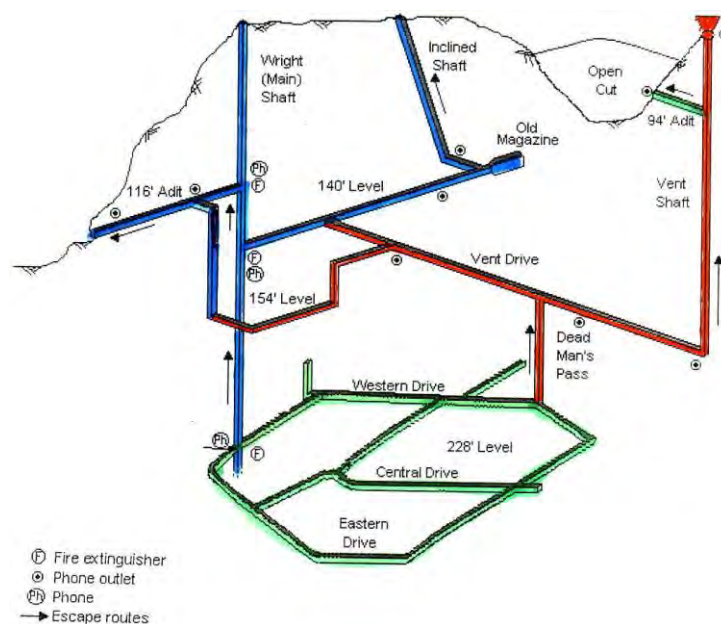 Wright
(Main)
Shaft
Inclined
Shaft
Open
Cut
94' Adit
Old
Magazine
Ph
F
116' Adit
140' Level
Vent
Shaft
F
Ph
Vent Drive
154' Level
Dead
Man's
Pass
Western Drive
Ph
F
228' Level
Central Drive
Eastern
Drive
F Fire extinguisher
Phone outlet
Ph Phone
Escape routes